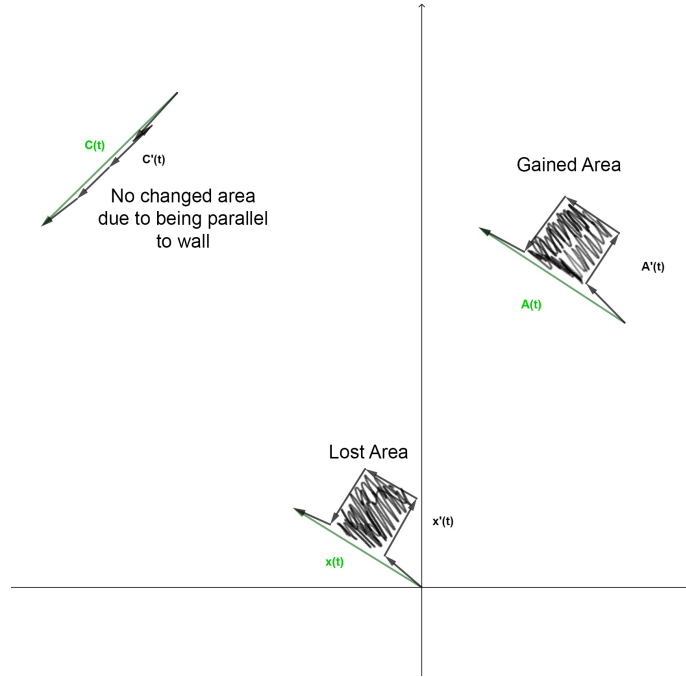 C(t)
C'(t)
No changed area
due to being parallel
to wall
Gained Area
A'(t)
A(t)
Lost Area
x'(t)
x(t)